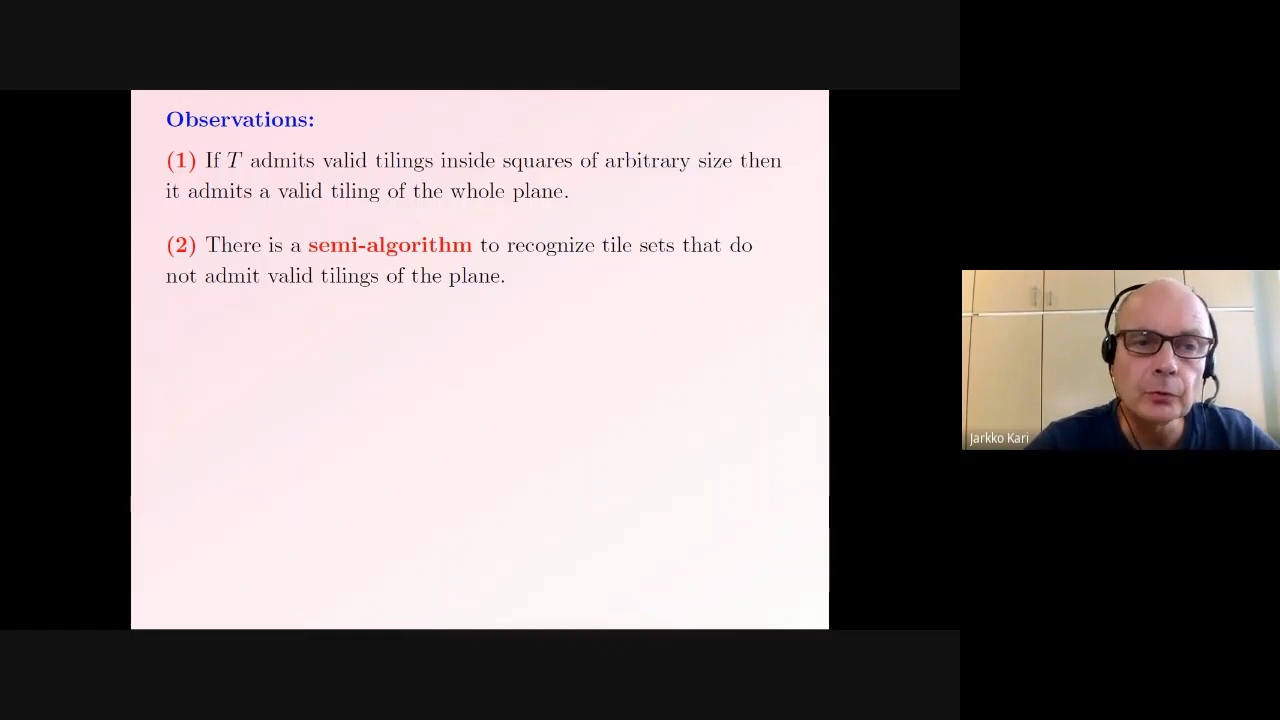 Observations:
(1) If T admits valid tilings inside squares of arbitrary size then
it admits a valid tiling of the whole plane.
(2) There is a semi-algorithm to recognize tile sets that do
not admit valid tilings of the plane.
Jarkko Kari